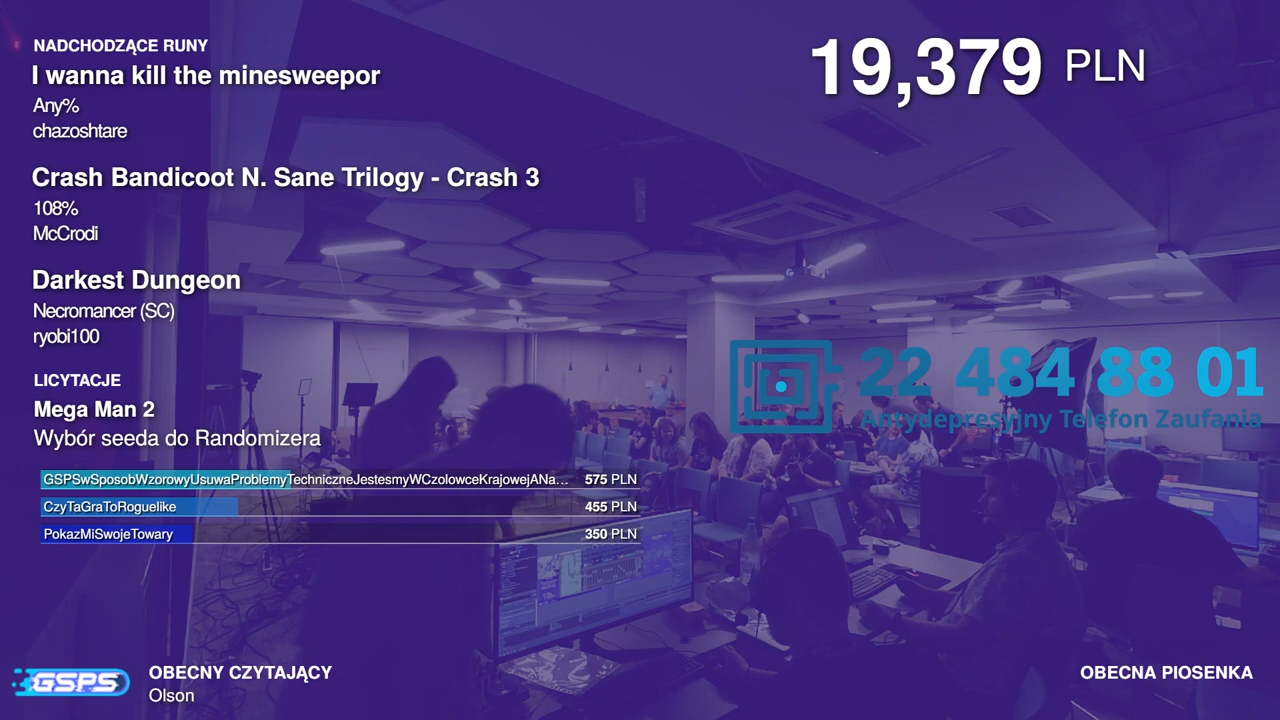 NADCHODZĄCE RUNY
I wanna kill the minesweepor
Any%
chazoshtare
Crash Bandicoot N. Sane Trilogy - Crash 3
108%
McCrodi
Darkest Dungeon
Necromancer (SC)
ryobi100
LICYTACJE
Mega Man 2
Wybór seeda do Randomizera
GSPSwSposobWzorowyUsuwaProblemyTechniczneJestesmyWCzolowceKrajowejANa... 575 PLN
CzyTaGraToRoguelike 455 PLN
PokazMiSwojeTowary 350 PLN
19,379 PLN
22 484 88 01
Antydepresyjny Telefon Zaufania
GSPS
OBECNY CZYTAJĄCY
Olson
OBECNA PIOSENKA